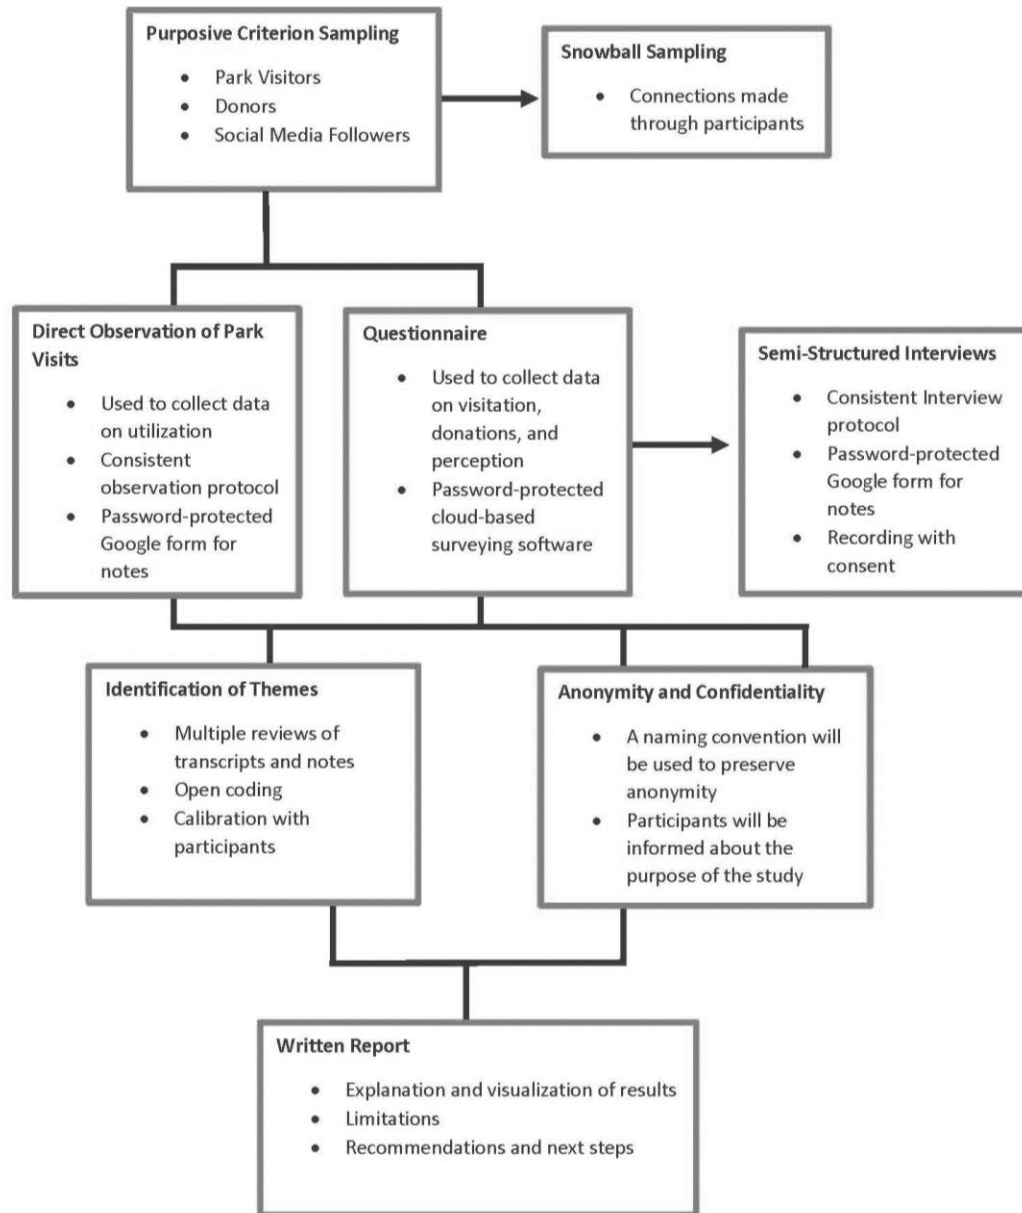 Purposive Criterion Sampling
• Park Visitors
• Donors
• Social Media Followers
Snowball Sampling
• Connections made
through participants
Direct Observation of Park
Visits
• Used to collect data
on utilization
• Consistent
observation protocol
• Password-protected
Google form for
notes
Questionnaire
• Used to collect data
on visitation,
donations, and
perception
• Password-protected
cloud-based
surveying software
Semi-Structured Interviews
• Consistent Interview
protocol
• Password-protected
Google form for
notes
• Recording with
consent
Identification of Themes
• Multiple reviews of
transcripts and notes
• Open coding
• Calibration with
participants
Anonymity and Confidentiality
• A naming convention will
be used to preserve
anonymity
• Participants will be
informed about the
purpose of the study
Written Report
• Explanation and visualization of results
• Limitations
• Recommendations and next steps